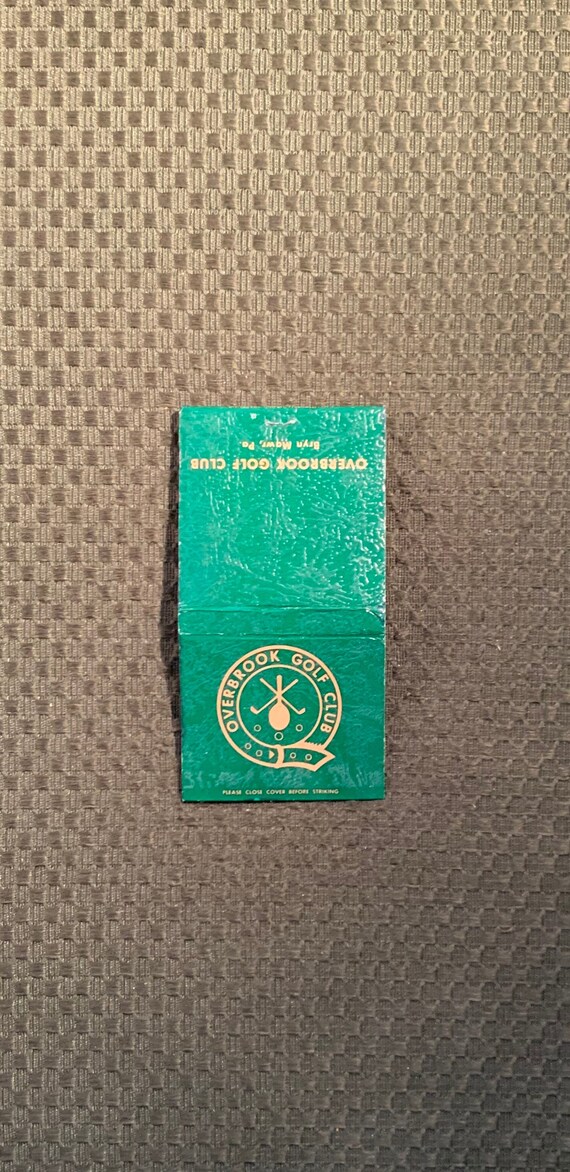 OVERBROOK GOLF CLUB
Bryn Mawr, Pa.
OVERBROOK GOLF CLUB
PLEASE CLOSE COVER BEFORE STRIKING